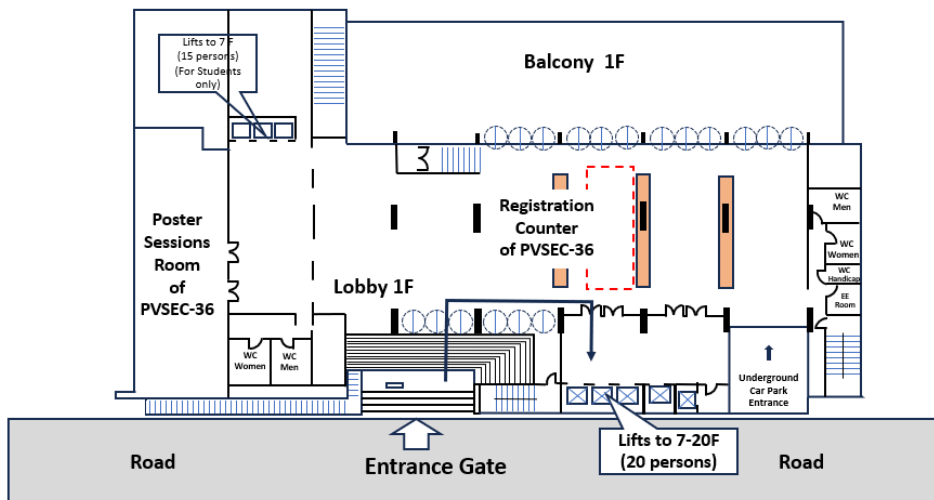 Lifts to 7 F
(15 persons)
(For Students
only)
Balcony 1F
Poster
Sessions
Room
of
PVSEC-36
Registration
Counter
of PVSEC-36
Lobby 1F
WC
Men
WC
Women
WC
Handicap
EE
Room
WC
Women
WC
Men
Underground
Car Park
Entrance
Road
Entrance Gate
Lifts to 7-20F
(20 persons)
Road